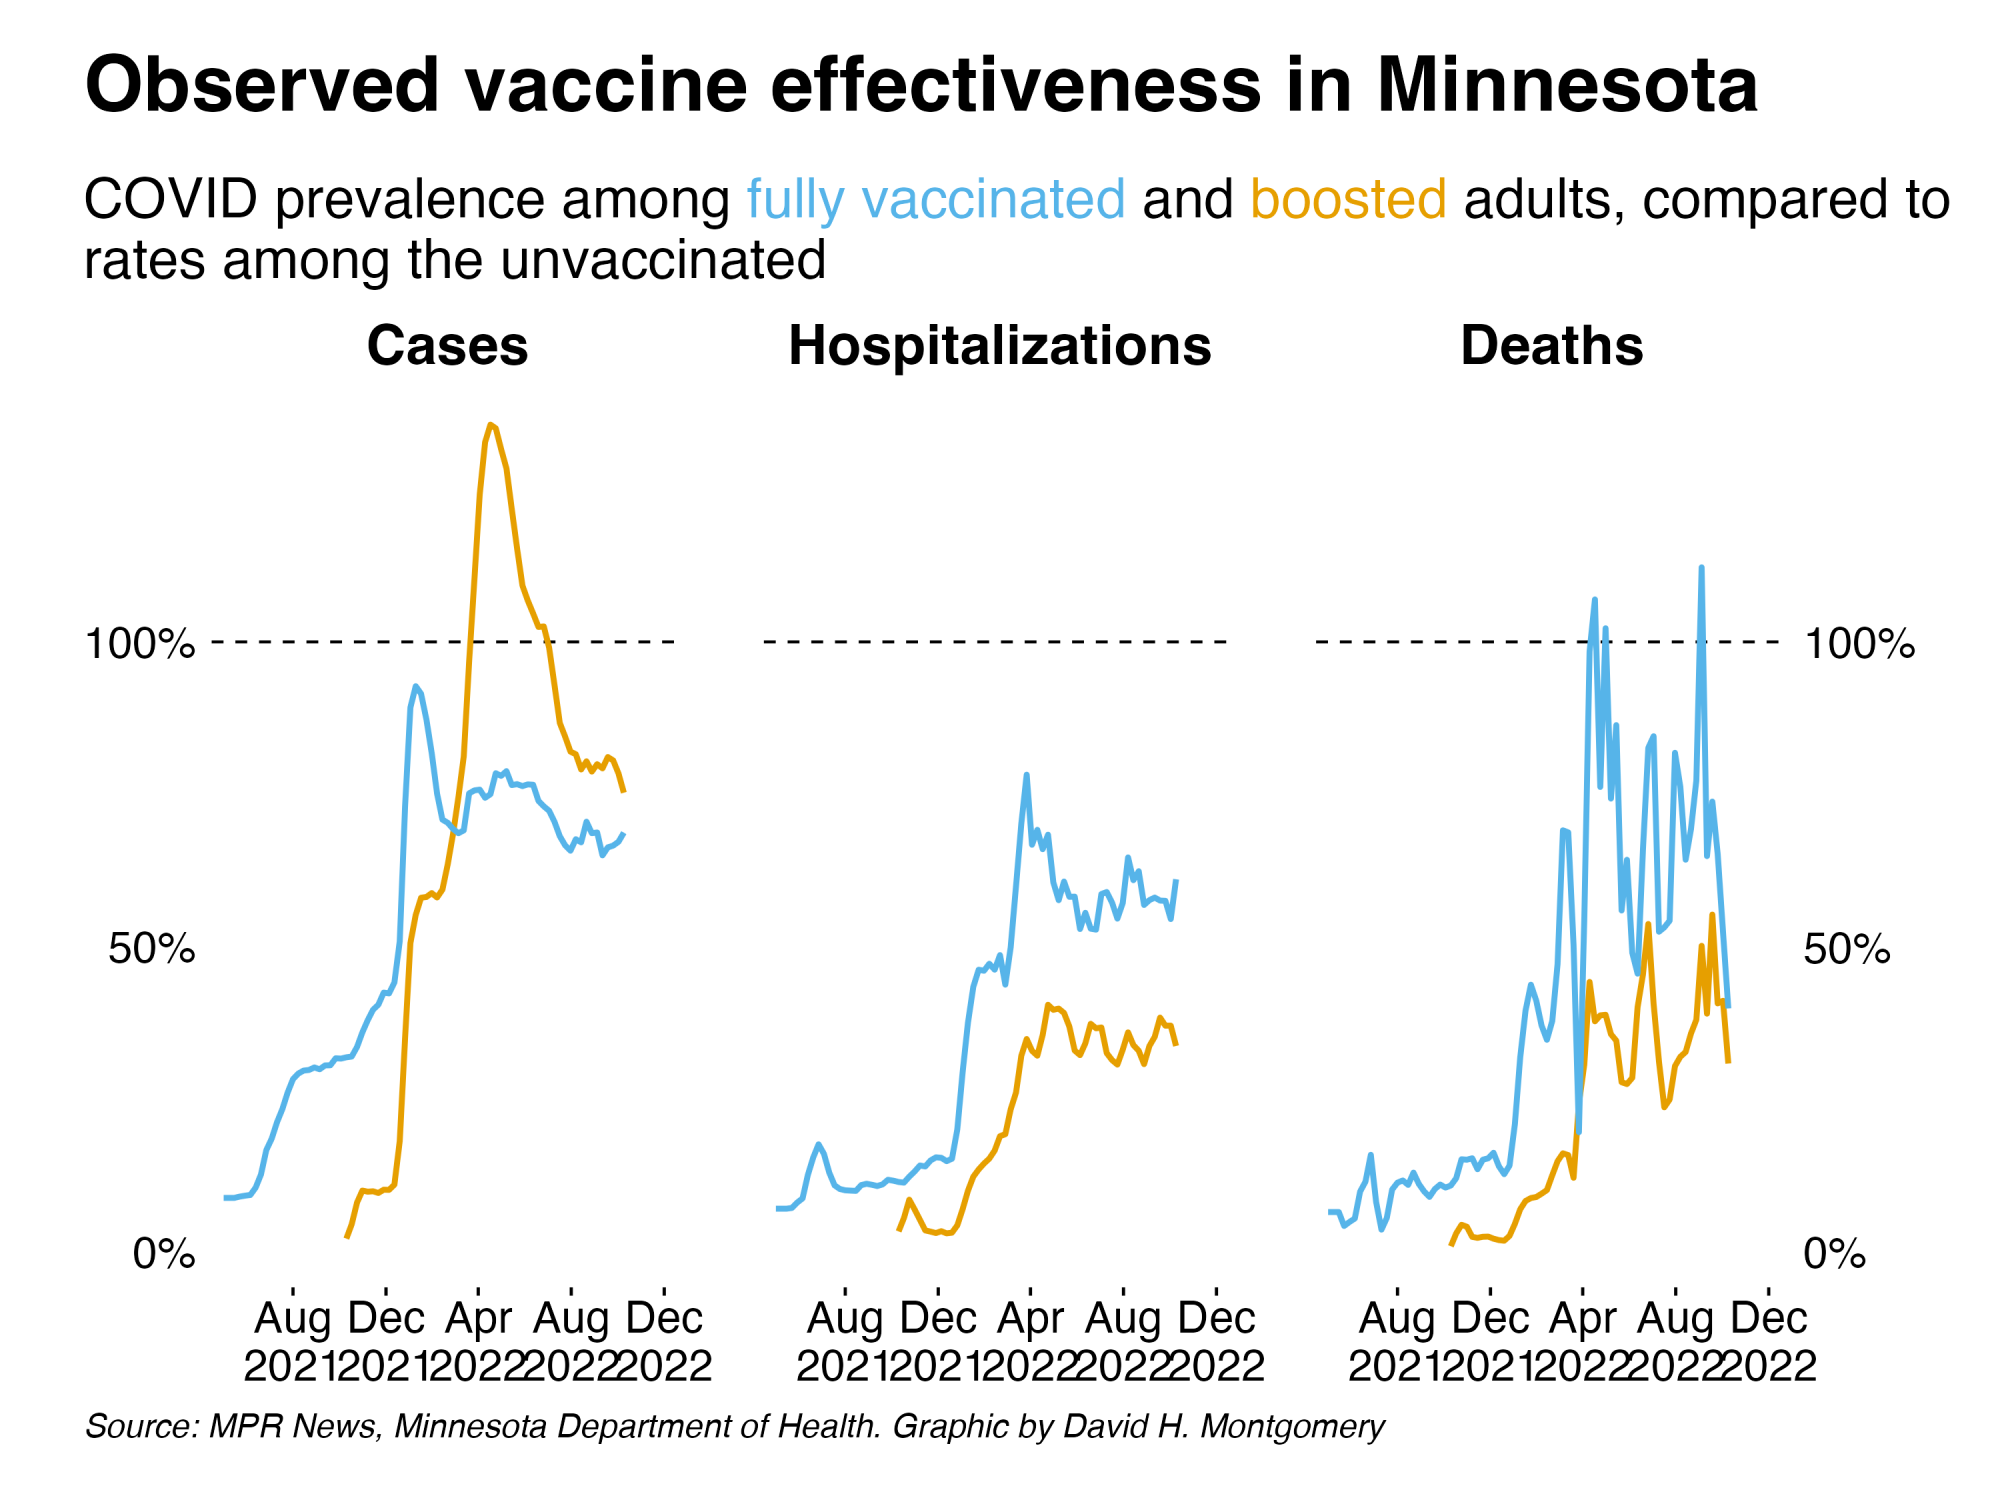 Observed vaccine effectiveness in Minnesota
COVID prevalence among fully vaccinated and boosted adults, compared to
rates among the unvaccinated
Cases
Hospitalizations
Deaths
100%
50%
0%
100%
50%
0%
Aug Dec Apr Aug Dec
2021 2021 2022 2022 2022
Aug Dec Apr Aug Dec
2021 2021 2022 2022 2022
Aug Dec Apr Aug Dec
2021 2021 2022 2022 2022
Source: MPR News, Minnesota Department of Health. Graphic by David H. Montgomery